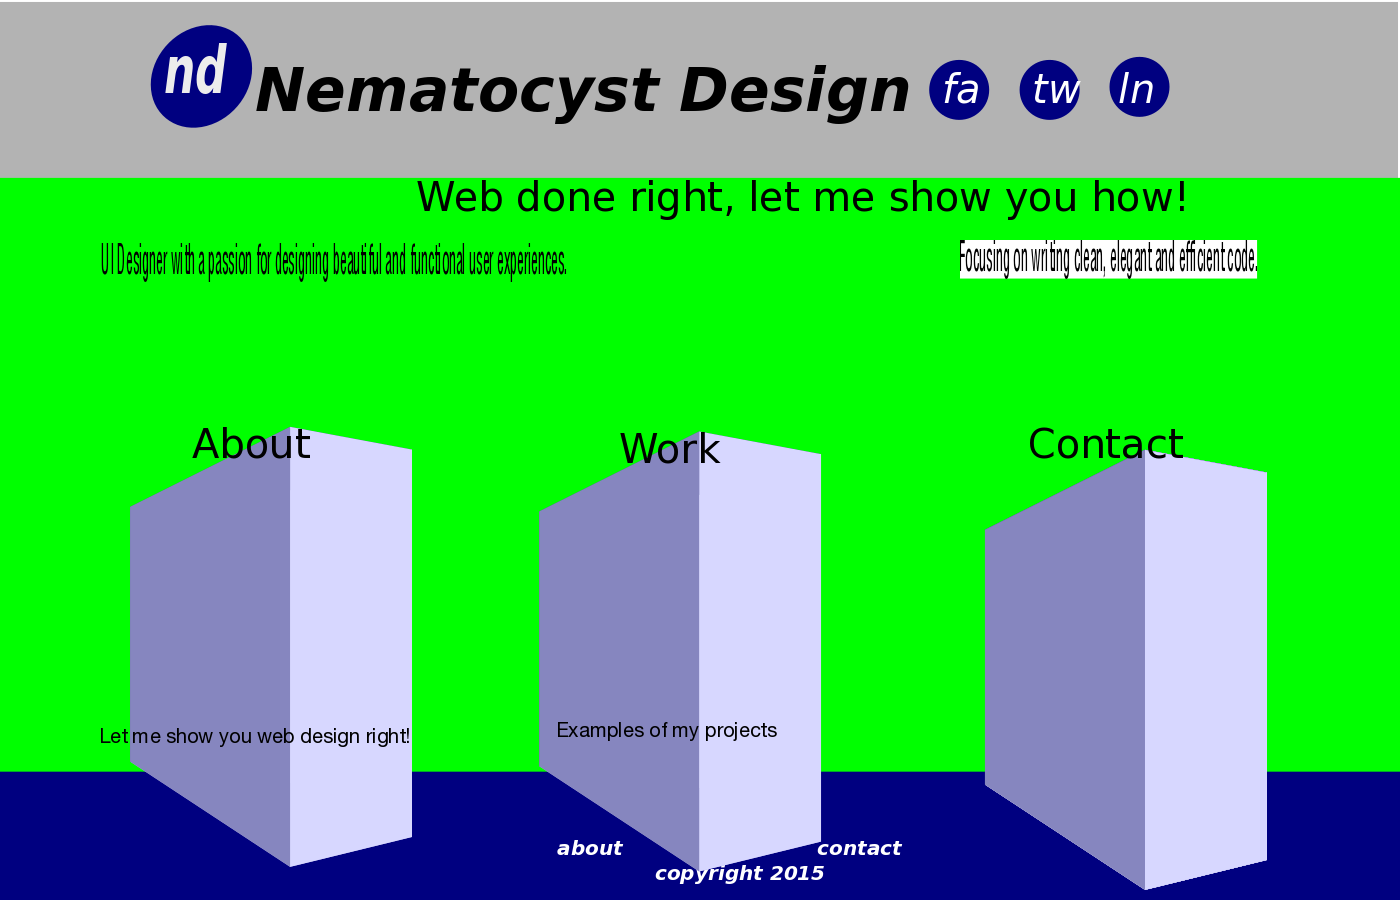 nd
Nematocyst Design
fa tw ln
Web done right, let me show you how!
UI Designer with a passion for designing beautiful and functional user experiences.
Focusing on writing clean, elegant and efficient code.
About
Work
Contact
Let me show you web design right!
Examples of my projects
about
contact
copyright 2015